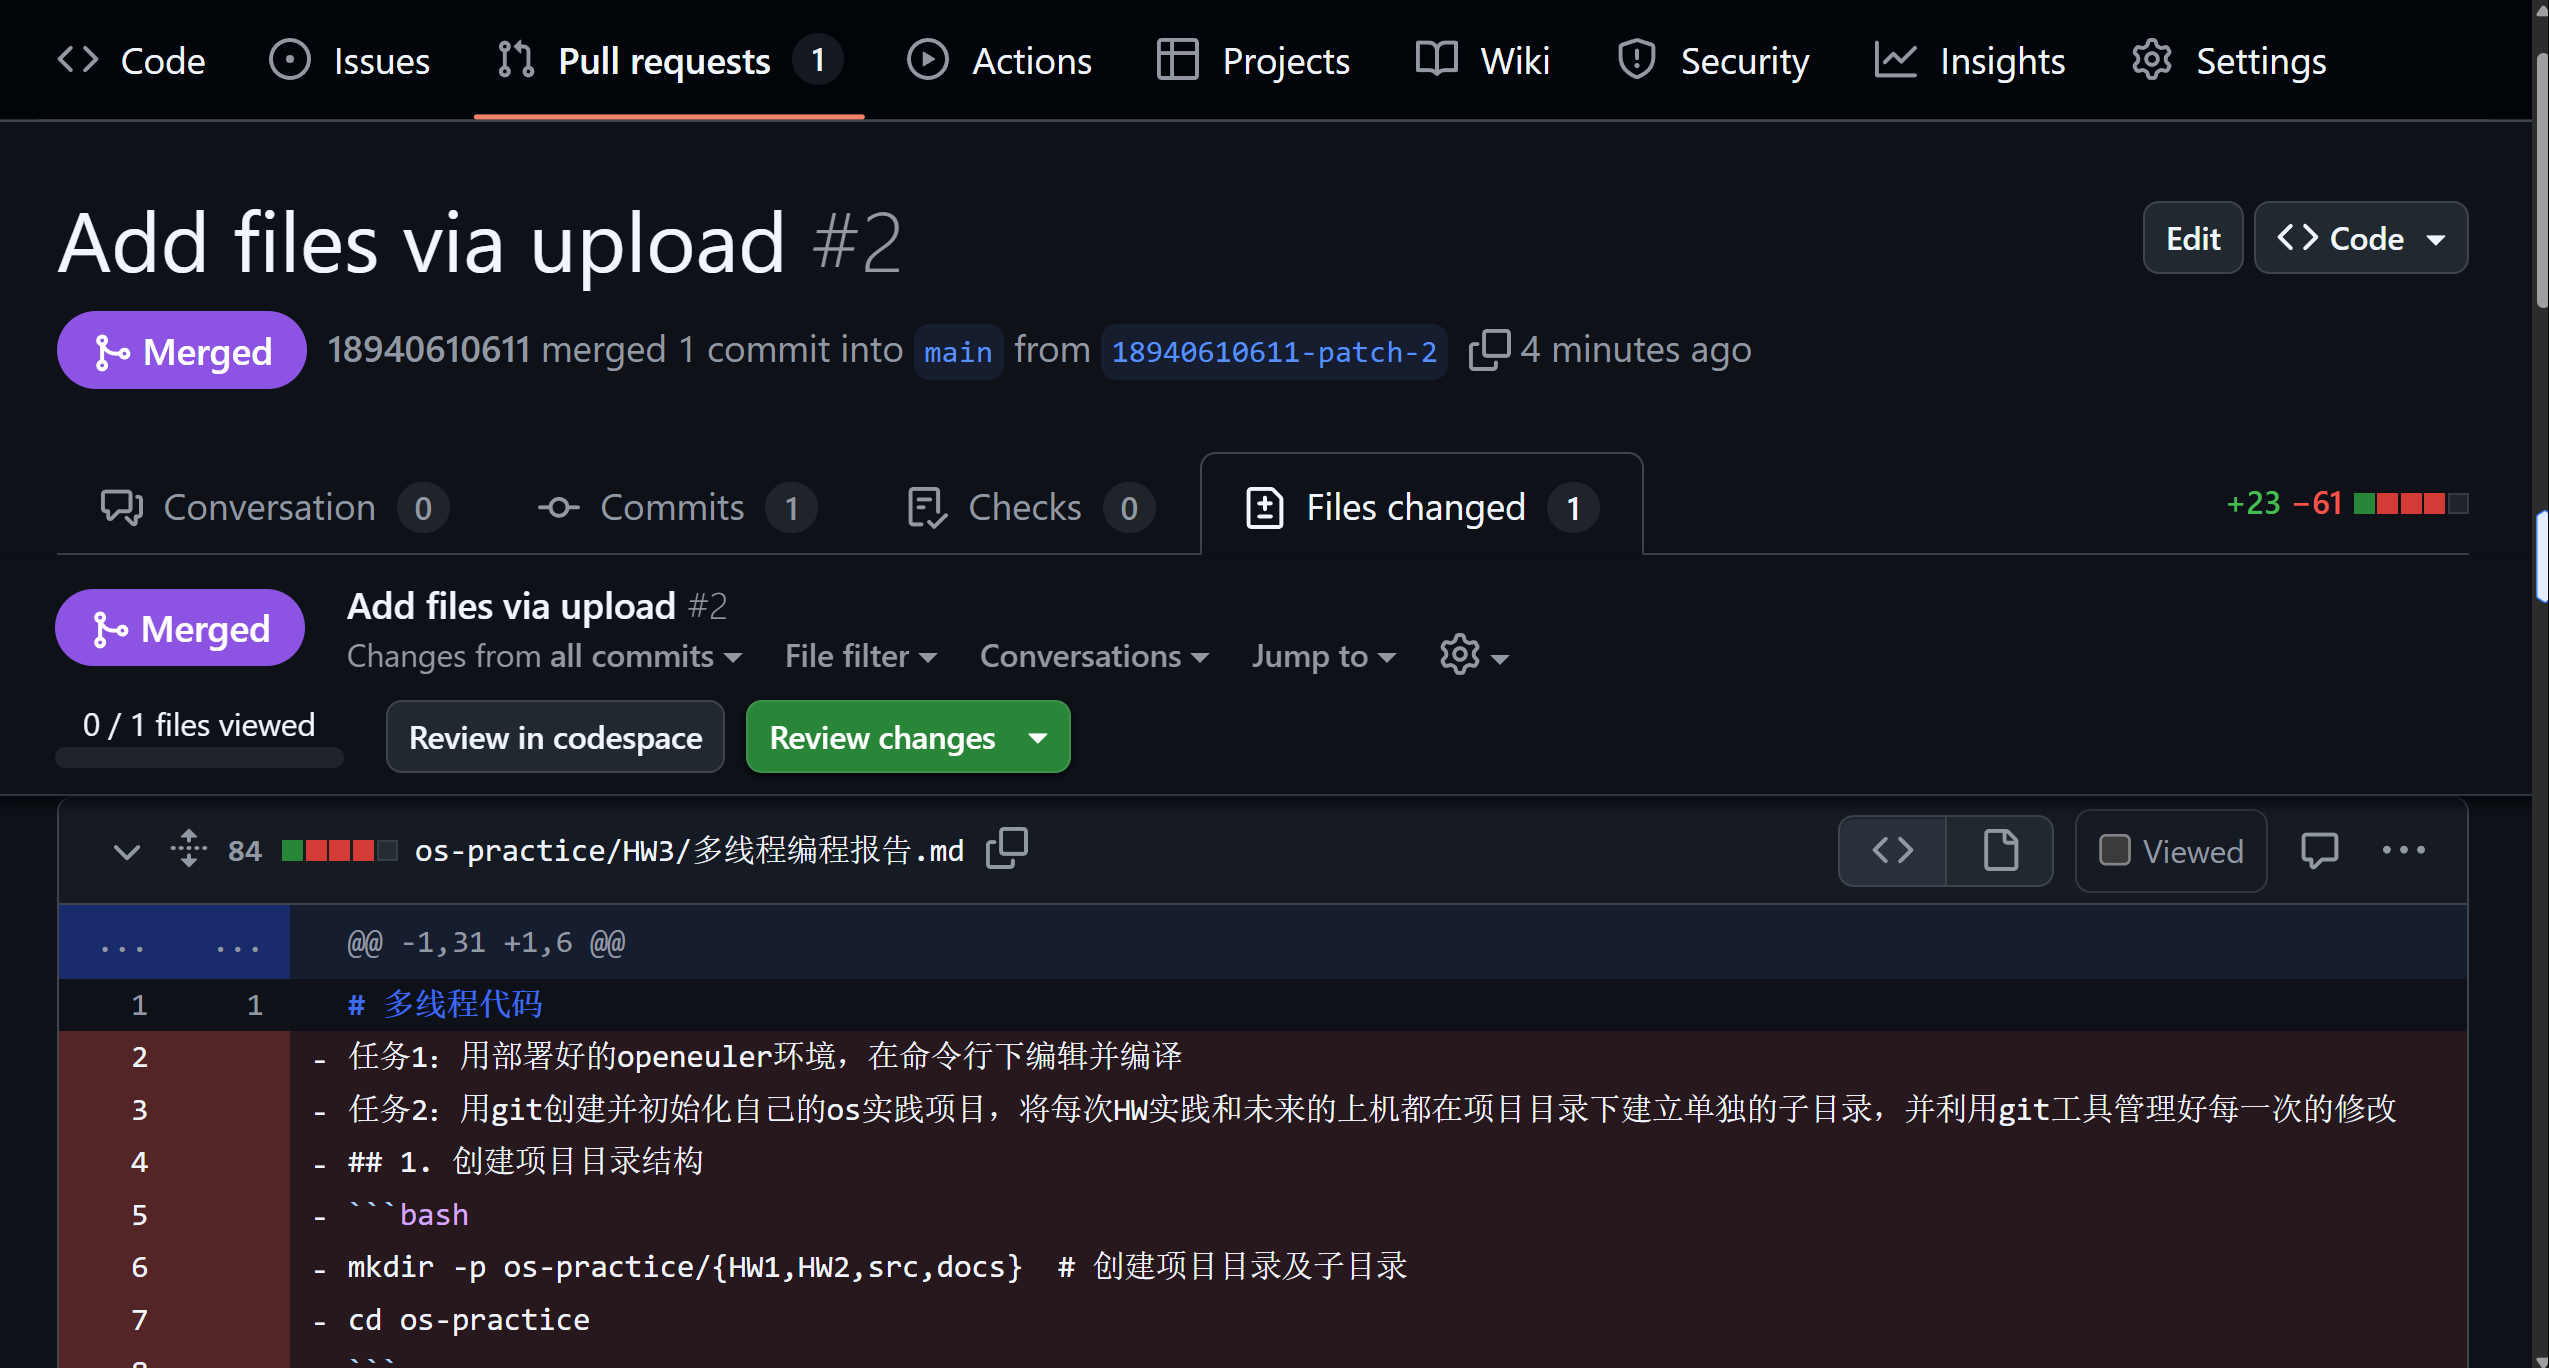 Code Issues Pull requests 1 Actions Projects Wiki Security Insights Settings
Add files via upload #2
Edit Code
Merged 18940610611 merged 1 commit into main from 18940610611-patch-2 4 minutes ago
Conversation 0 Commits 1 Checks 0 Files changed 1 +23 −61
Merged Add files via upload #2
Changes from all commits File filter Conversations Jump to
0 / 1 files viewed Review in codespace Review changes
84 os-practice/HW3/多线程编程报告.md Viewed
... ... @@ -1,31 +1,6 @@
1 1 # 多线程代码
2 - 任务1：用部署好的openeuler环境，在命令行下编辑并编译
3 - 任务2：用git创建并初始化自己的os实践项目，将每次HW实践和未来的上机都在项目目录下建立单独的子目录，并利用git工具管理好每一次的修改
4 - ## 1. 创建项目目录结构
5 - ```bash
6 - mkdir -p os-practice/{HW1,HW2,src,docs}  # 创建项目目录及子目录
7 - cd os-practice
8 ```